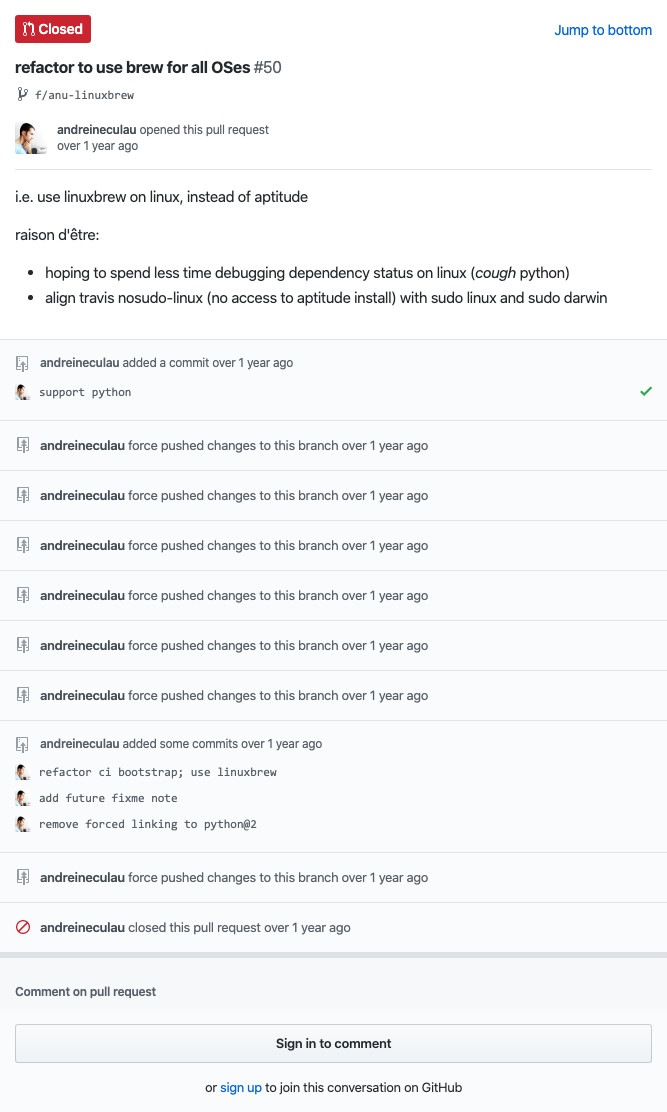 Closed
Jump to bottom
refactor to use brew for all OSes #50
f/anu-linuxbrew
andreineculau opened this pull request
over 1 year ago
i.e. use linuxbrew on linux, instead of aptitude
raison d'être:
• hoping to spend less time debugging dependency status on linux (cough python)
• align travis nosudo-linux (no access to aptitude install) with sudo linux and sudo darwin
andreineculau added a commit over 1 year ago
support python
andreineculau force pushed changes to this branch over 1 year ago
andreineculau force pushed changes to this branch over 1 year ago
andreineculau force pushed changes to this branch over 1 year ago
andreineculau force pushed changes to this branch over 1 year ago
andreineculau force pushed changes to this branch over 1 year ago
andreineculau force pushed changes to this branch over 1 year ago
andreineculau added some commits over 1 year ago
refactor ci bootstrap; use linuxbrew
add future fixme note
remove forced linking to python@2
andreineculau force pushed changes to this branch over 1 year ago
andreineculau closed this pull request over 1 year ago
Comment on pull request
Sign in to comment
or sign up to join this conversation on GitHub